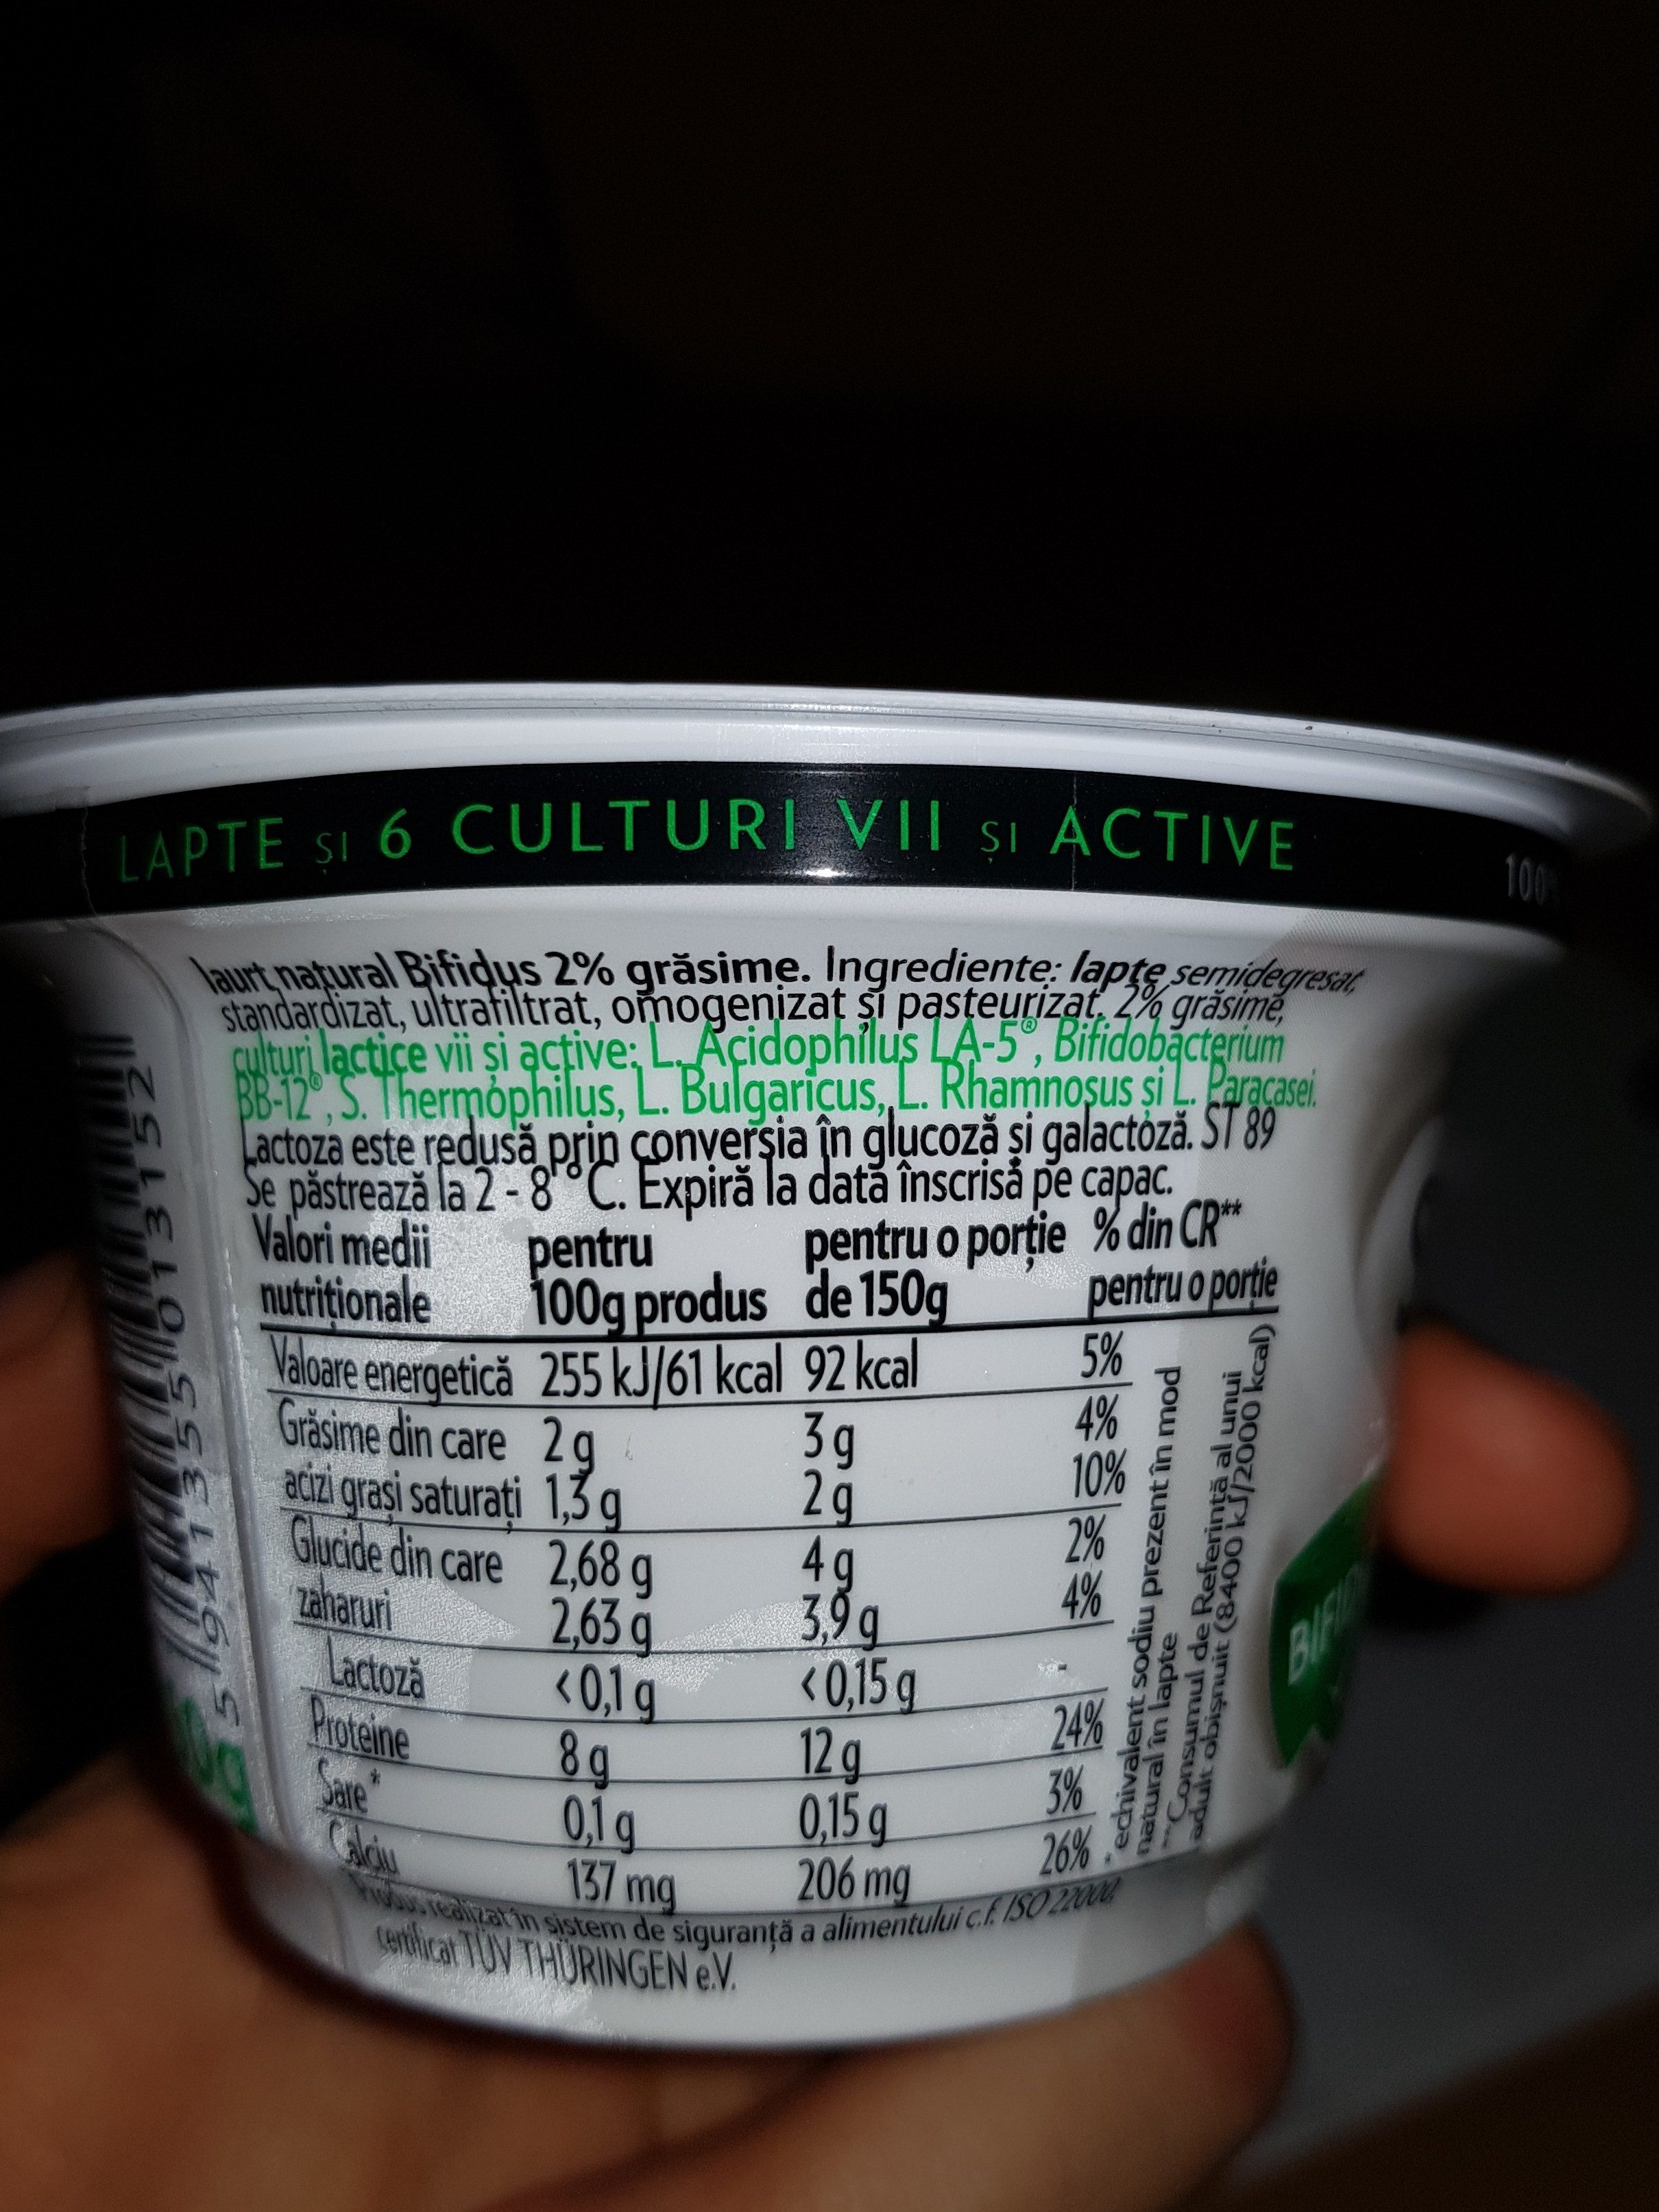 LAPTE ȘI 6 CULTURI VII ȘI ACTIVE
100%
Iaurt natural Bifidus 2% grăsime. Ingrediente: lapte semidegresat,
standardizat, ultrafiltrat, omogenizat și pasteurizat, 2% grăsime,
culturi lactice vii și active: L. Acidophilus LA-5®, Bifidobacterium
BB-12®, S. Thermophilus, L. Bulgaricus, L. Rhamnosus și L. Paracasei.
Lactoza este redusă prin conversia în glucoză și galactoză. ST 89
Se păstrează la 2 - 8 °C. Expiră la data înscrisă pe capac.
Valori medii pentru pentru o porție % din CR**
nutriționale 100g produs de 150g pentru o porție
Valoare energetică 255 kJ/61 kcal 92 kcal 5%
Grăsime din care 2 g 3 g 4%
acizi grași saturați 1,3 g 2 g 10%
Glucide din care 2,68 g 4 g 2%
zaharuri 2,63 g 3,9 g 4%
Lactoză <0,1 g <0,15 g -
Proteine 8 g 12 g 24%
Sare* 0,1 g 0,15 g 3%
Calciu 137 mg 206 mg 26%
* echivalent sodiu prezent în mod
natural în lapte
**Consumul de Referință al unui
adult obișnuit (8400 kJ/2000 kcal)
Produs realizat în sistem de siguranță a alimentului c.f. ISO 22000,
certificat TÜV THÜRINGEN e.V.
5 941355 013152
0g